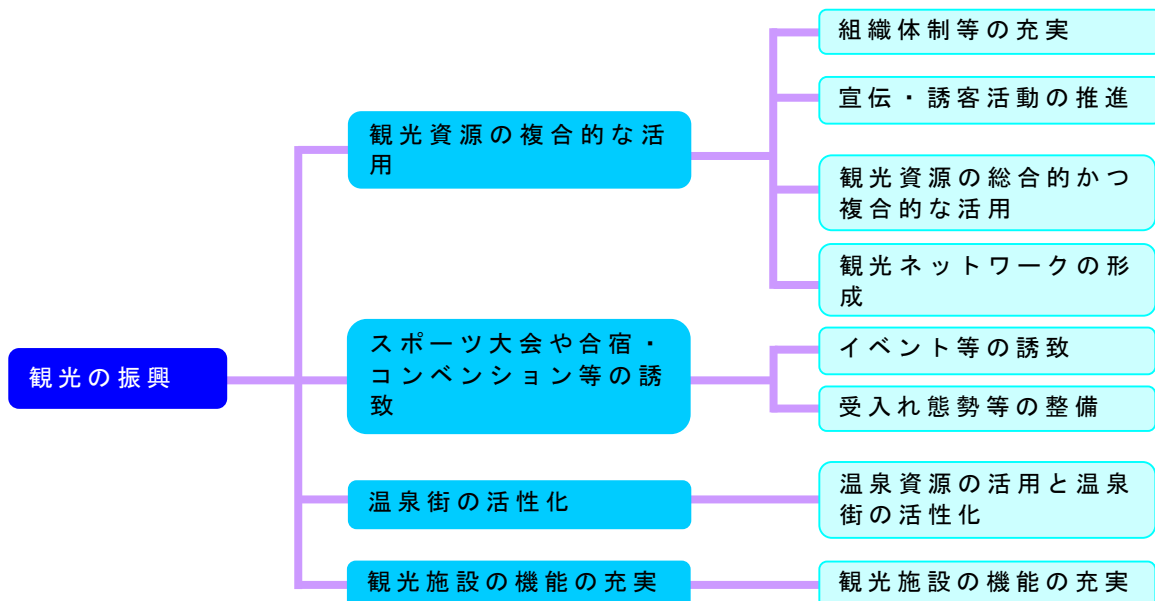 観光の振興
観光資源の複合的な活
用
組織体制等の充実
宣伝・誘客活動の推進
観光資源の総合的かつ
複合的な活用
観光ネットワークの形
成
スポーツ大会や合宿・
コンベンション等の誘
致
イベント等の誘致
受入れ態勢等の整備
温泉街の活性化
温泉資源の活用と温泉
街の活性化
観光施設の機能の充実
観光施設の機能の充実